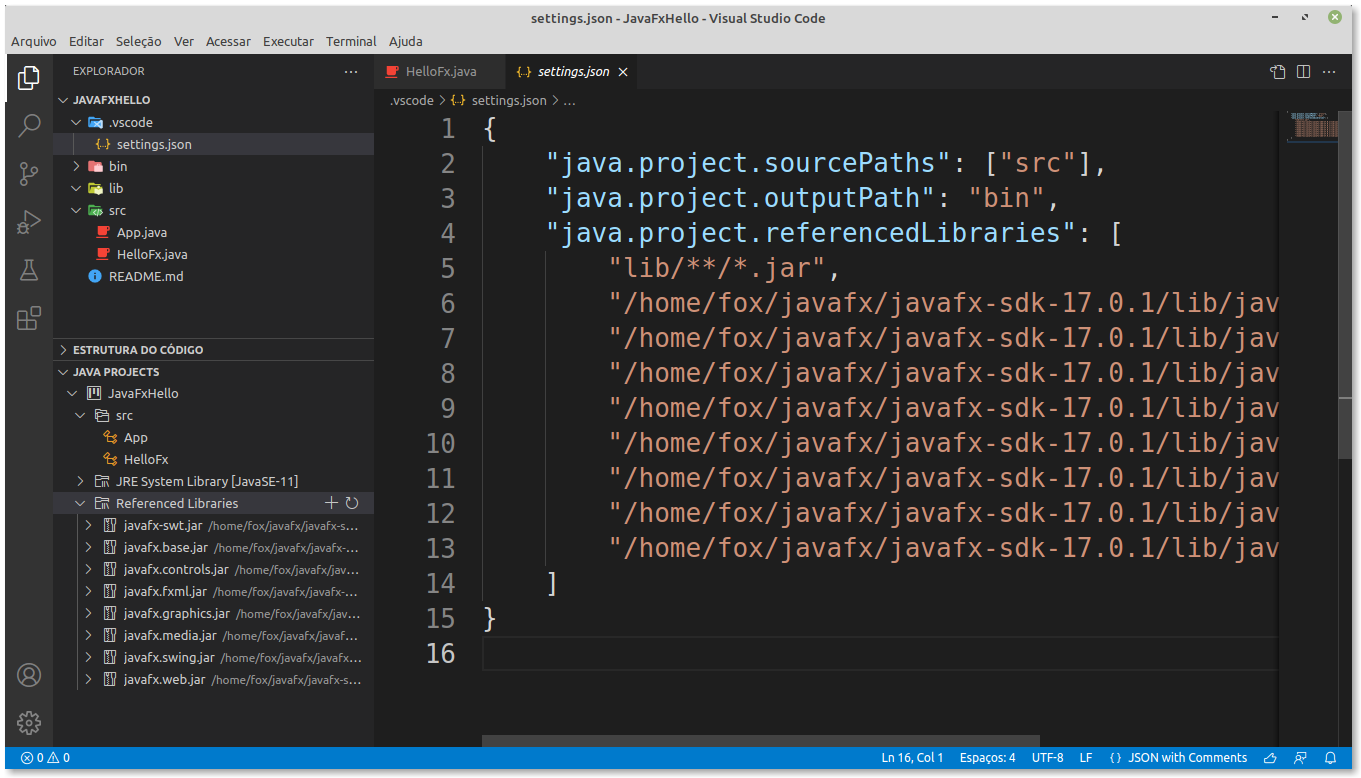 settings.json - JavaFxHello - Visual Studio Code
Arquivo Editar Seleção Ver Acessar Executar Terminal Ajuda
EXPLORADOR
JAVAFXHELLO
.vscode
settings.json
bin
lib
src
App.java
HelloFx.java
README.md
ESTRUTURA DO CÓDIGO
JAVA PROJECTS
JavaFxHello
src
App
HelloFx
JRE System Library [JavaSE-11]
Referenced Libraries
javafx-swt.jar /home/fox/javafx/javafx-s...
javafx.base.jar /home/fox/javafx/javafx-...
javafx.controls.jar /home/fox/javafx/jav...
javafx.fxml.jar /home/fox/javafx/javafx-...
javafx.graphics.jar /home/fox/javafx/jav...
javafx.media.jar /home/fox/javafx/javaf...
javafx.swing.jar /home/fox/javafx/javafx...
javafx.web.jar /home/fox/javafx/javafx-s...
HelloFx.java settings.json
.vscode > settings.json > ...
1 {
2 "java.project.sourcePaths": ["src"],
3 "java.project.outputPath": "bin",
4 "java.project.referencedLibraries": [
5 "lib/**/*.jar",
6 "/home/fox/javafx/javafx-sdk-17.0.1/lib/jav
7 "/home/fox/javafx/javafx-sdk-17.0.1/lib/jav
8 "/home/fox/javafx/javafx-sdk-17.0.1/lib/jav
9 "/home/fox/javafx/javafx-sdk-17.0.1/lib/jav
10 "/home/fox/javafx/javafx-sdk-17.0.1/lib/jav
11 "/home/fox/javafx/javafx-sdk-17.0.1/lib/jav
12 "/home/fox/javafx/javafx-sdk-17.0.1/lib/jav
13 "/home/fox/javafx/javafx-sdk-17.0.1/lib/jav
14 ]
15 }
16
0 0 Ln 16, Col 1 Espaços: 4 UTF-8 LF {} JSON with Comments